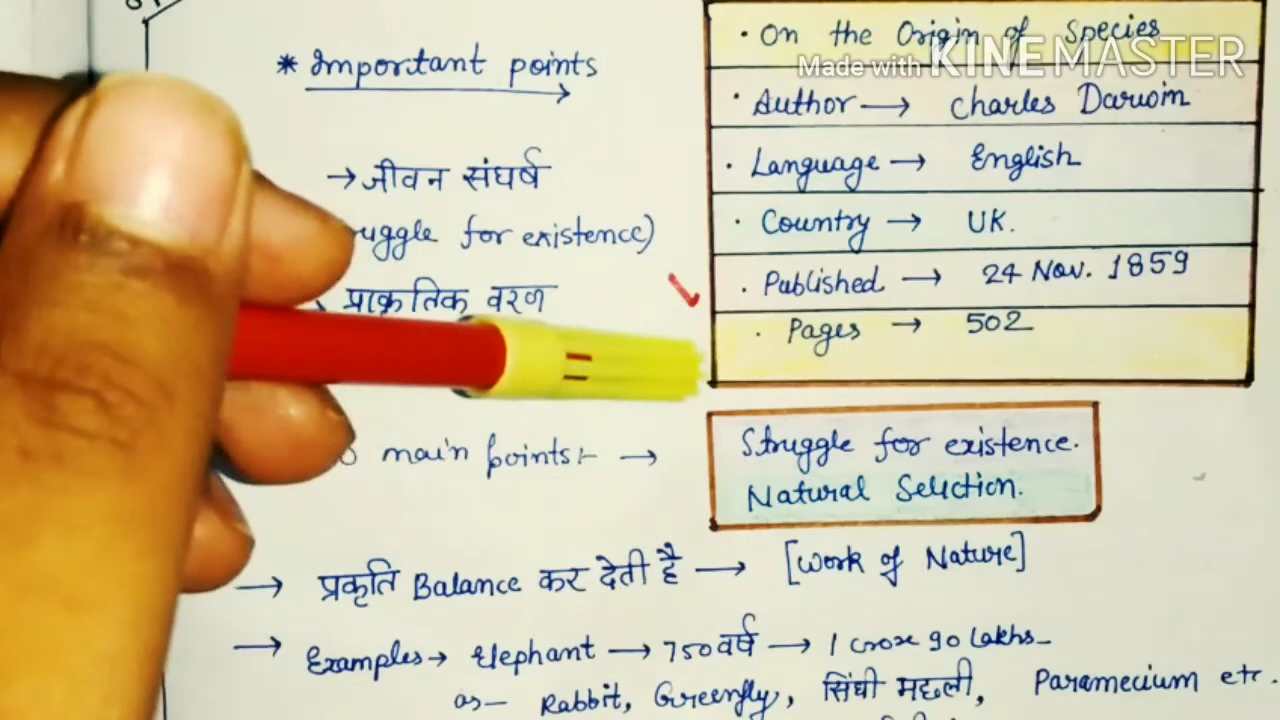 * Important points
→ जीवन संघर्ष
uggle for existence)
प्राकृतिक वरण
main points:- →
→ प्रकृति Balance कर देती है → [Work of Nature]
→ Examples → Elephant → 750 वर्ष → 1 crore 90 Lakhs-
as- Rabbit, Greenfly, सिंघी मछली, Paramecium etc.
• On the Origin of Species
Made with KINEMASTER
• Author → Charles Darwin
• Language → English
• Country → UK.
• Published → 24 Nov. 1859
• Pages → 502
Struggle for existence.
Natural Selection.